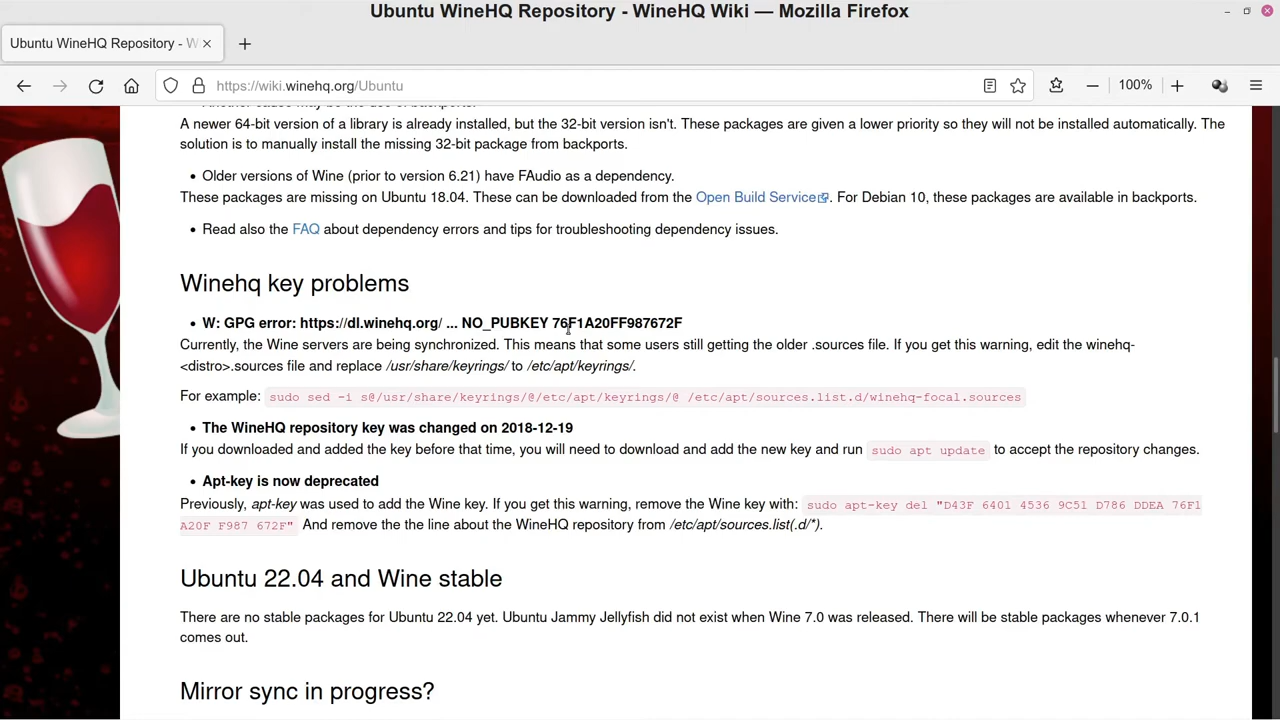 Ubuntu WineHQ Repository - WineHQ Wiki — Mozilla Firefox
Ubuntu WineHQ Repository - W
https://wiki.winehq.org/Ubuntu
100%
Another cause may be the use of backports.
A newer 64-bit version of a library is already installed, but the 32-bit version isn't. These packages are given a lower priority so they will not be installed automatically. The
solution is to manually install the missing 32-bit package from backports.
• Older versions of Wine (prior to version 6.21) have FAudio as a dependency.
These packages are missing on Ubuntu 18.04. These can be downloaded from the Open Build Service. For Debian 10, these packages are available in backports.
• Read also the FAQ about dependency errors and tips for troubleshooting dependency issues.
Winehq key problems
• W: GPG error: https://dl.winehq.org/ ... NO_PUBKEY 76F1A20FF987672F
Currently, the Wine servers are being synchronized. This means that some users still getting the older .sources file. If you get this warning, edit the winehq-
<distro>.sources file and replace /usr/share/keyrings/ to /etc/apt/keyrings/.
For example: sudo sed -i s@/usr/share/keyrings/@/etc/apt/keyrings/@ /etc/apt/sources.list.d/winehq-focal.sources
• The WineHQ repository key was changed on 2018-12-19
If you downloaded and added the key before that time, you will need to download and add the new key and run sudo apt update to accept the repository changes.
• Apt-key is now deprecated
Previously, apt-key was used to add the Wine key. If you get this warning, remove the Wine key with: sudo apt-key del "D43F 6401 4536 9C51 D786 DDEA 76F1
A20F F987 672F" And remove the the line about the WineHQ repository from /etc/apt/sources.list(.d/*).
Ubuntu 22.04 and Wine stable
There are no stable packages for Ubuntu 22.04 yet. Ubuntu Jammy Jellyfish did not exist when Wine 7.0 was released. There will be stable packages whenever 7.0.1
comes out.
Mirror sync in progress?